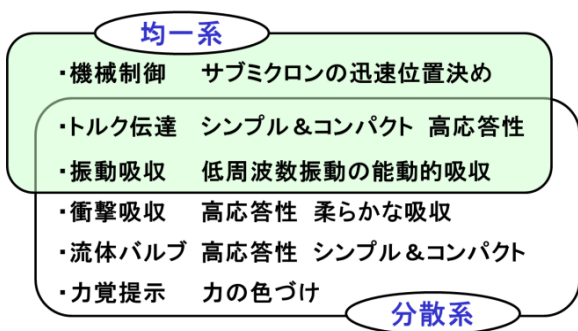 均一系
・機械制御 サブミクロンの迅速位置決め
・トルク伝達 シンプル＆コンパクト 高応答性
・振動吸収 低周波数振動の能動的吸収
・衝撃吸収 高応答性 柔らかな吸収
・流体バルブ 高応答性 シンプル＆コンパクト
・力覚提示 力の色づけ
分散系